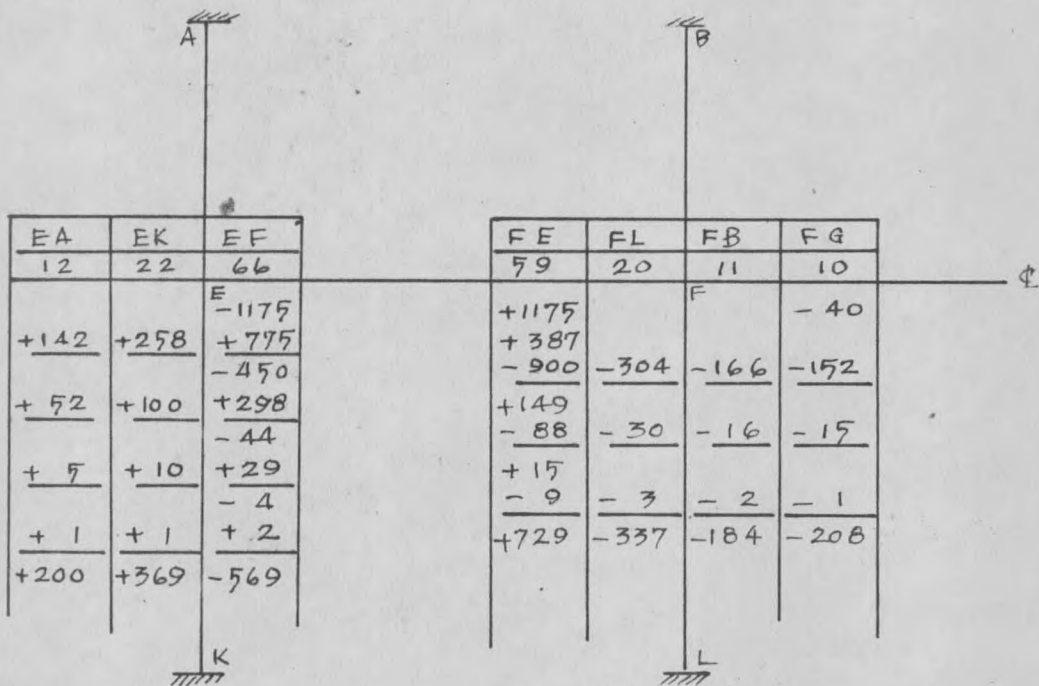 A B
EA EK EF FE FL FB FG
12 22 66 59 20 11 10
E F ℄
-1175 +1175 -40
+142 +258 +775 +387
-450 -900 -304 -166 -152
+52 +100 +298 +149
-44 -88 -30 -16 -15
+5 +10 +29 +15
-4 -9 -3 -2 -1
+1 +1 +2 +729 -337 -184 -208
+200 +369 -569
K L